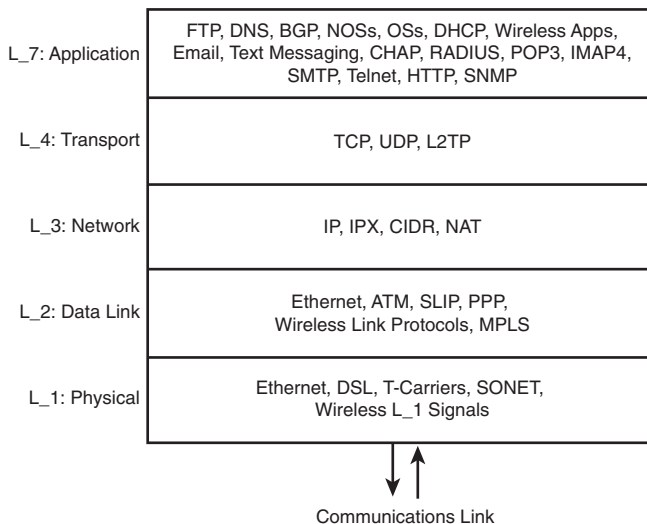 L_7: Application
FTP, DNS, BGP, NOSs, OSs, DHCP, Wireless Apps,
Email, Text Messaging, CHAP, RADIUS, POP3, IMAP4,
SMTP, Telnet, HTTP, SNMP
L_4: Transport
TCP, UDP, L2TP
L_3: Network
IP, IPX, CIDR, NAT
L_2: Data Link
Ethernet, ATM, SLIP, PPP,
Wireless Link Protocols, MPLS
L_1: Physical
Ethernet, DSL, T-Carriers, SONET,
Wireless L_1 Signals
Communications Link